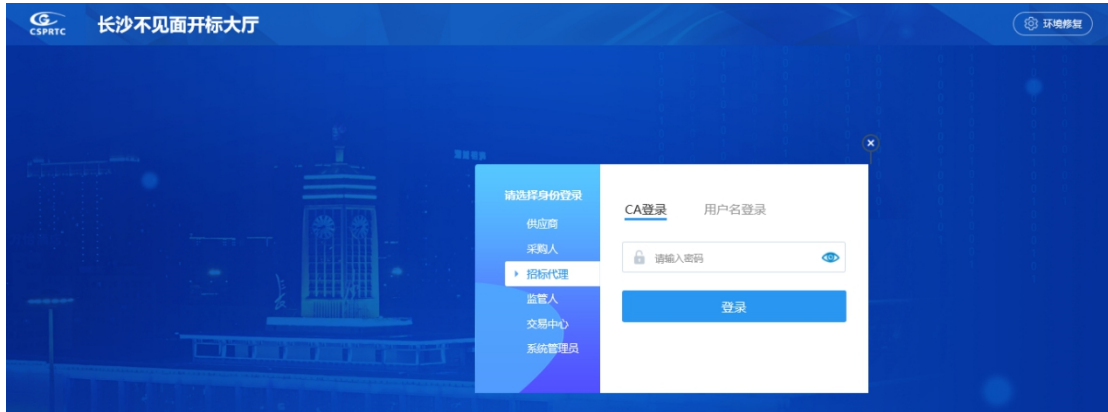 CSPRTC
长沙不见面开标大厅
环境修复
请选择身份登录
供应商
采购人
招标代理
监管人
交易中心
系统管理员
CA登录 用户名登录
请输入密码
登录